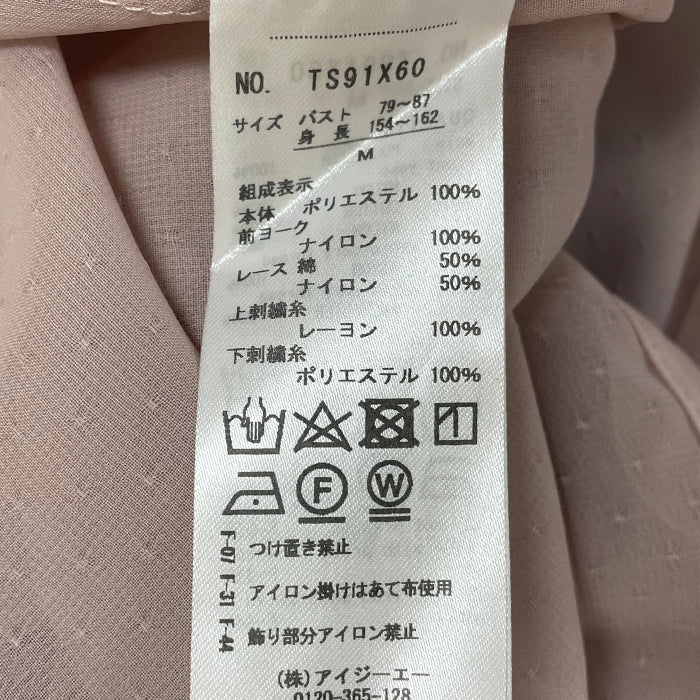 NO. TS91X60
サイズ バスト 79〜87
身長 154〜162
M
組成表示
本体 ポリエステル 100%
前ヨーク
ナイロン 100%
レース 綿 50%
ナイロン 50%
上刺繍糸
レーヨン 100%
下刺繍糸
ポリエステル 100%
F W
F-07 つけ置き禁止
F-31 アイロン掛けはあて布使用
F-44 飾り部分アイロン禁止
(株)アイジーエー
0120-365-128